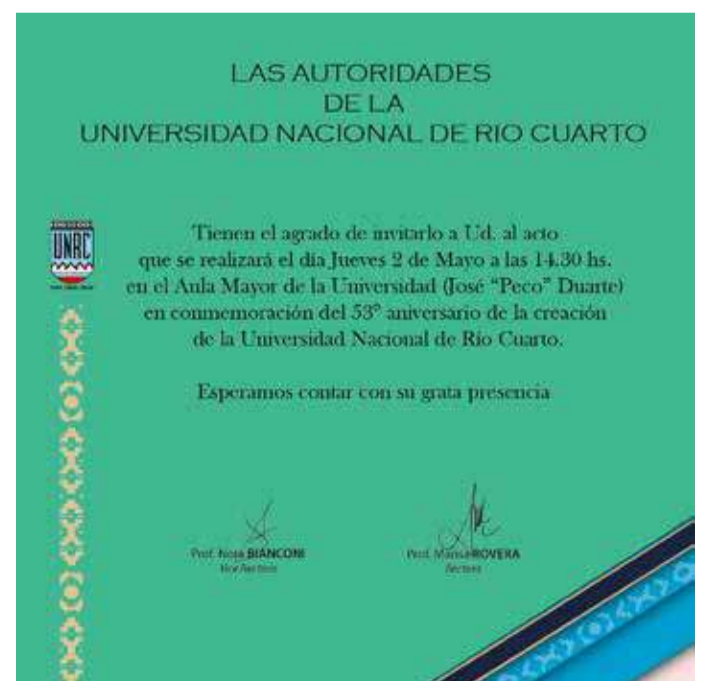 LAS AUTORIDADES
DE LA
UNIVERSIDAD NACIONAL DE RIO CUARTO
UNRC
Tienen el agrado de invitarlo a Ud. al acto
que se realizará el día Jueves 2 de Mayo a las 14.30 hs.
en el Aula Mayor de la Universidad (José “Peco” Duarte)
en conmemoración del 53° aniversario de la creación
de la Universidad Nacional de Río Cuarto.
Esperamos contar con su grata presencia
Prof. Nora BIANCONI
Vice Rectora
Prof. Marisa ROVERA
Rectora